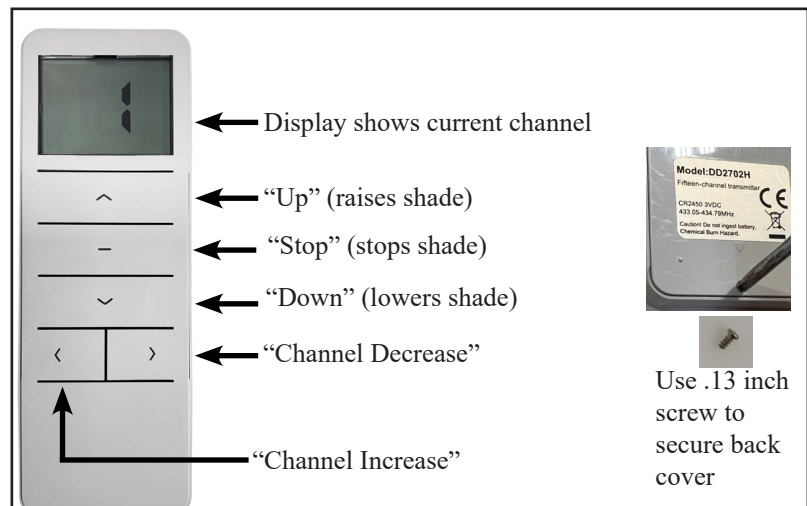 1
Display shows current channel
“Up” (raises shade)
“Stop” (stops shade)
“Down” (lowers shade)
“Channel Decrease”
“Channel Increase”
Model:DD2702H
Fifteen-channel transmitter
CR2450 3VDC
433.05-434.79MHz
Caution! Do not ingest battery,
Chemical Burn Hazard.
CE
Use .13 inch
screw to
secure back
cover